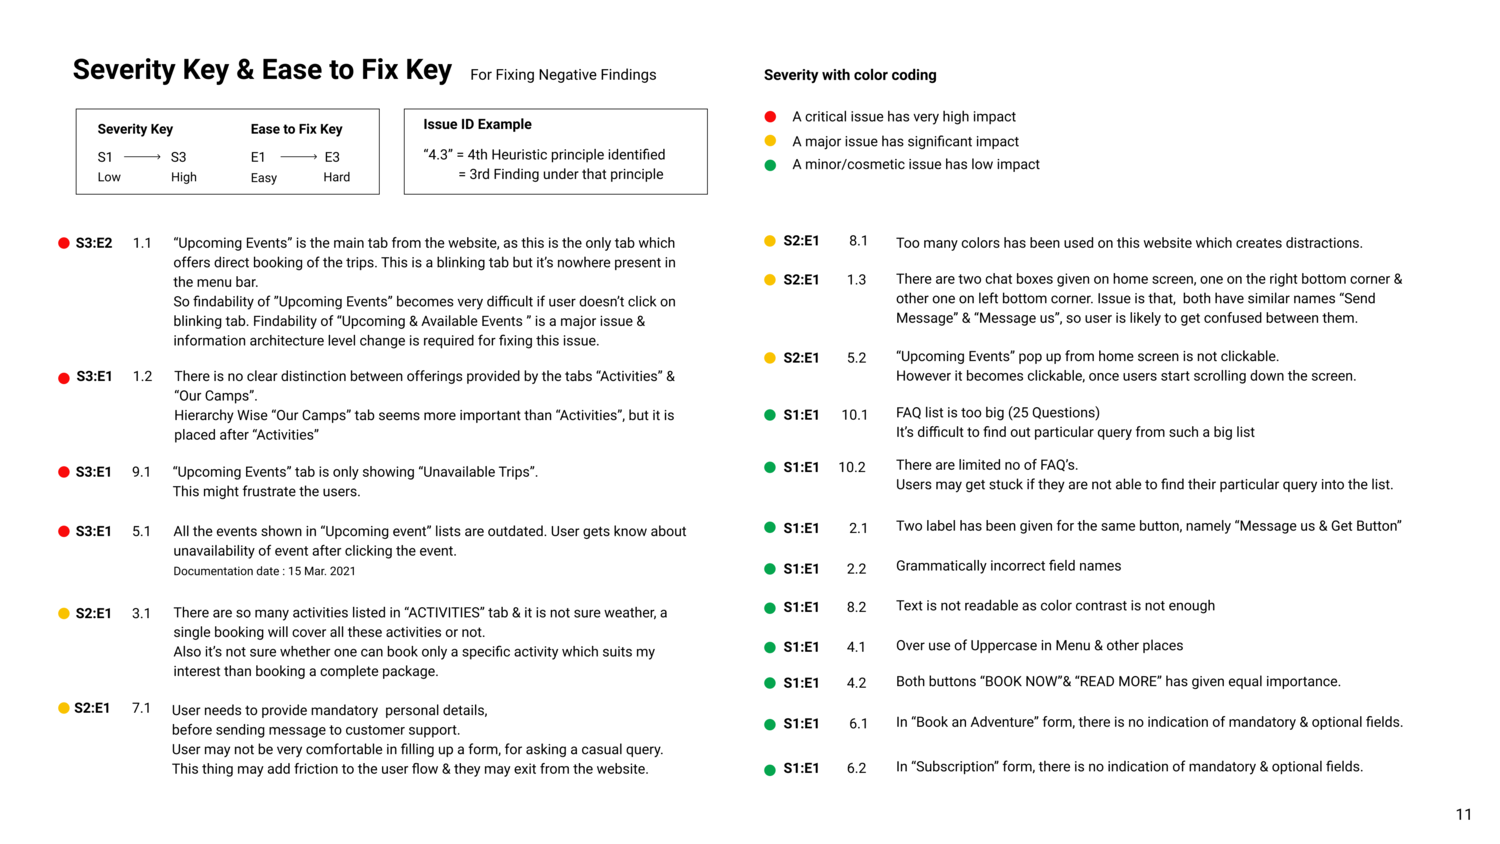 Severity Key & Ease to Fix Key For Fixing Negative Findings
Severity Key Ease to Fix Key
S1 S3 E1 E3
Low High Easy Hard
Issue ID Example
“4.3” = 4th Heuristic principle identified
= 3rd Finding under that principle
S3:E2 1.1 “Upcoming Events” is the main tab from the website, as this is the only tab which
offers direct booking of the trips. This is a blinking tab but it’s nowhere present in
the menu bar.
So findability of ”Upcoming Events” becomes very difficult if user doesn’t click on
blinking tab. Findability of “Upcoming & Available Events ” is a major issue &
information architecture level change is required for fixing this issue.
S3:E1 1.2 There is no clear distinction between offerings provided by the tabs “Activities” &
“Our Camps”.
Hierarchy Wise “Our Camps” tab seems more important than “Activities”, but it is
placed after “Activities”
S3:E1 9.1 “Upcoming Events” tab is only showing “Unavailable Trips”.
This might frustrate the users.
S3:E1 5.1 All the events shown in “Upcoming event” lists are outdated. User gets know about
unavailability of event after clicking the event.
Documentation date : 15 Mar. 2021
S2:E1 3.1 There are so many activities listed in “ACTIVITIES” tab & it is not sure weather, a
single booking will cover all these activities or not.
Also it’s not sure whether one can book only a specific activity which suits my
interest than booking a complete package.
S2:E1 7.1 User needs to provide mandatory personal details,
before sending message to customer support.
User may not be very comfortable in filling up a form, for asking a casual query.
This thing may add friction to the user flow & they may exit from the website.
Severity with color coding
A critical issue has very high impact
A major issue has significant impact
A minor/cosmetic issue has low impact
S2:E1 8.1 Too many colors has been used on this website which creates distractions.
S2:E1 1.3 There are two chat boxes given on home screen, one on the right bottom corner &
other one on left bottom corner. Issue is that, both have similar names “Send
Message” & “Message us”, so user is likely to get confused between them.
S2:E1 5.2 “Upcoming Events” pop up from home screen is not clickable.
However it becomes clickable, once users start scrolling down the screen.
S1:E1 10.1 FAQ list is too big (25 Questions)
It’s difficult to find out particular query from such a big list
S1:E1 10.2 There are limited no of FAQ’s.
Users may get stuck if they are not able to find their particular query into the list.
S1:E1 2.1 Two label has been given for the same button, namely “Message us & Get Button”
S1:E1 2.2 Grammatically incorrect field names
S1:E1 8.2 Text is not readable as color contrast is not enough
S1:E1 4.1 Over use of Uppercase in Menu & other places
S1:E1 4.2 Both buttons “BOOK NOW”& “READ MORE” has given equal importance.
S1:E1 6.1 In “Book an Adventure” form, there is no indication of mandatory & optional fields.
S1:E1 6.2 In “Subscription” form, there is no indication of mandatory & optional fields.
11